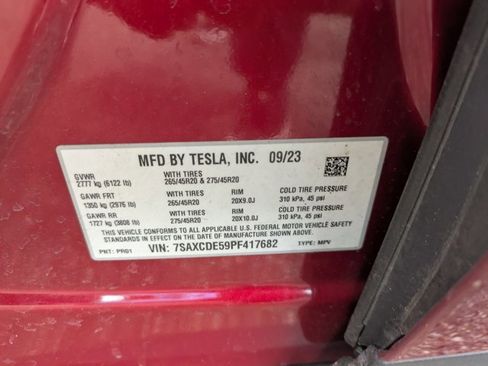 MFD BY TESLA, INC. 09/23
GVWR
2777 kg (6122 lb)
WITH TIRES
265/45R20 & 275/45R20
GAWR FRT
1350 kg (2976 lb)
WITH TIRES
265/45R20
RIM
20X9.0J
COLD TIRE PRESSURE
310 kPa, 45 psi
GAWR RR
1727 kg (3808 lb)
WITH TIRES
275/45R20
RIM
20X10.0J
COLD TIRE PRESSURE
310 kPa, 45 psi
THIS VEHICLE CONFORMS TO ALL APPLICABLE U.S. FEDERAL MOTOR VEHICLE SAFETY
STANDARDS IN EFFECT ON THE DATE OF MANUFACTURE SHOWN ABOVE.
PNT: PR01 VIN: 7SAXCDE59PF417682 TYPE: MPV